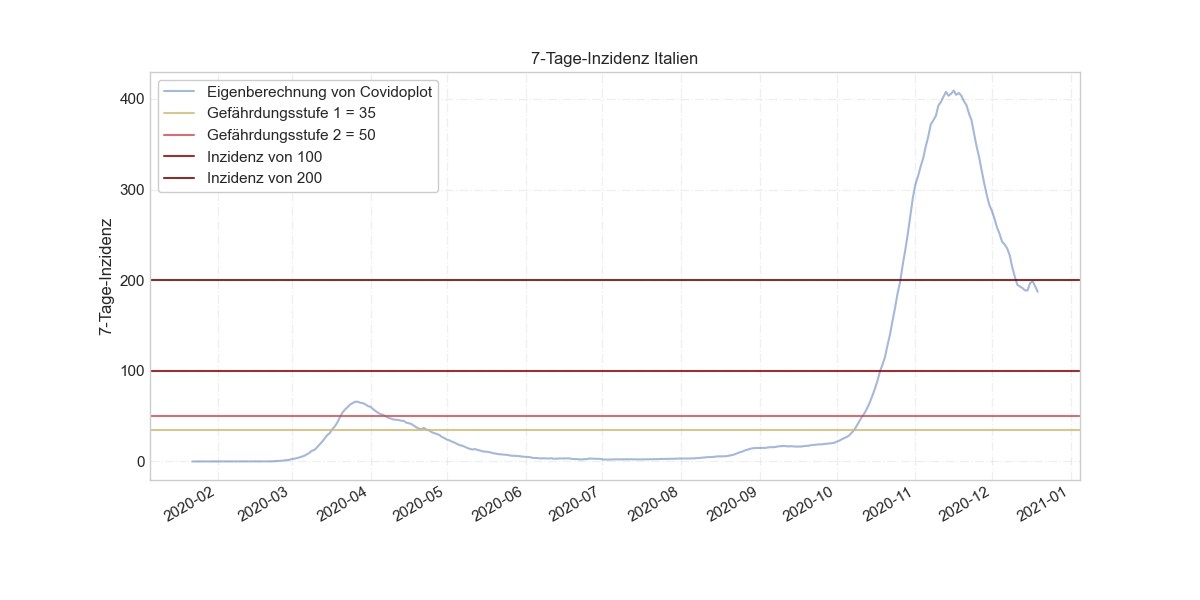 7-Tage-Inzidenz Italien
Eigenberechnung von Covidoplot
Gefährdungsstufe 1 = 35
Gefährdungsstufe 2 = 50
Inzidenz von 100
Inzidenz von 200
7-Tage-Inzidenz
400
300
200
100
0
2020-02
2020-03
2020-04
2020-05
2020-06
2020-07
2020-08
2020-09
2020-10
2020-11
2020-12
2021-01